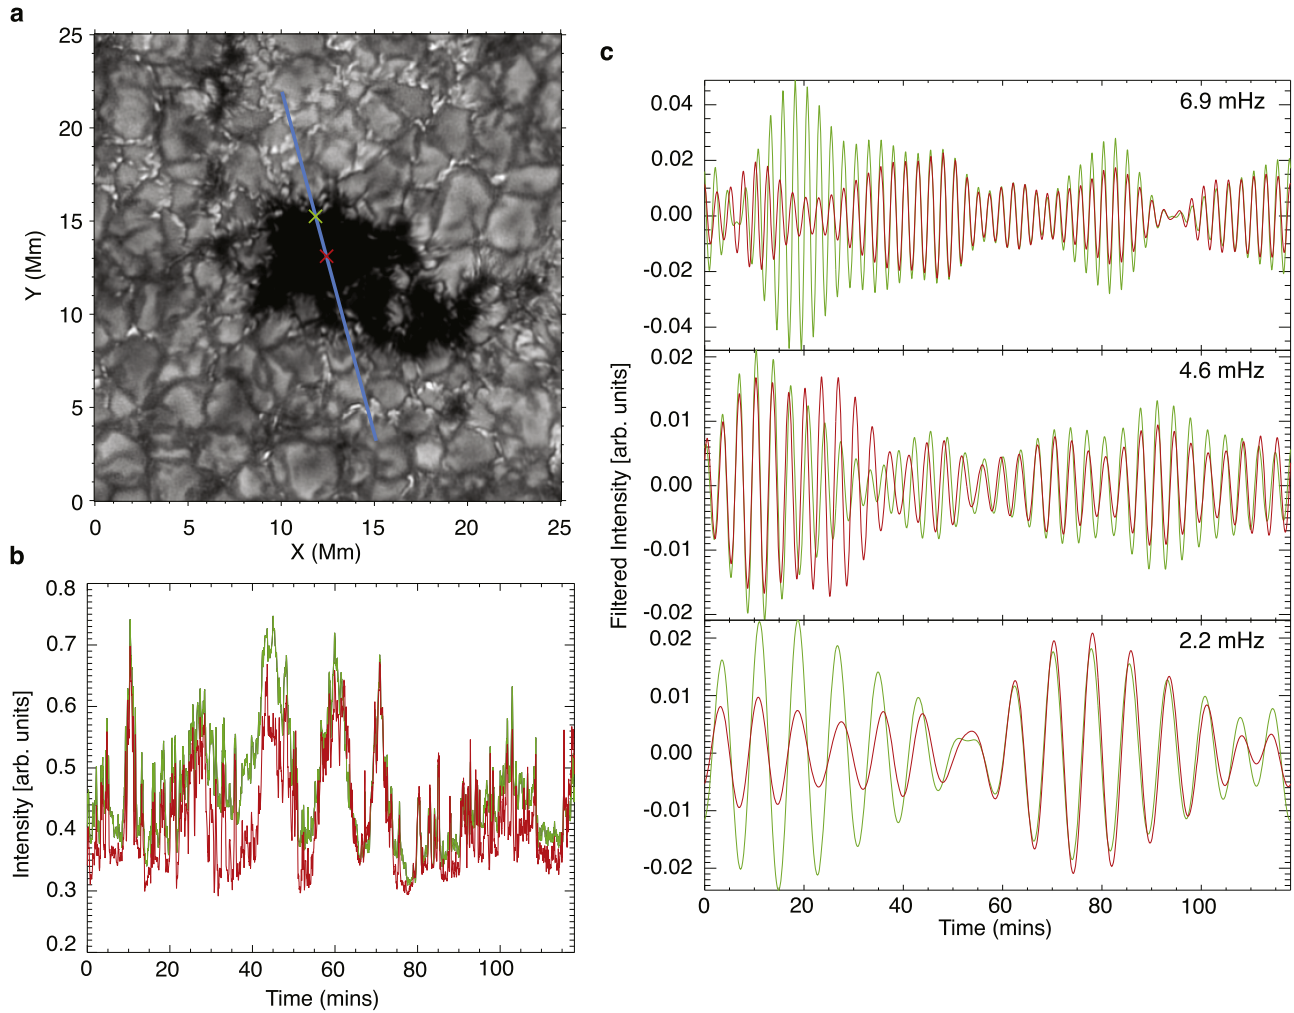 a
25
20
15
10
5
0
Y (Mm)
0 5 10 15 20 25
X (Mm)
b
0.8
0.7
0.6
0.5
0.4
0.3
0.2
Intensity [arb. units]
0 20 40 60 80 100
Time (mins)
c
6.9 mHz
0.04
0.02
0.00
-0.02
-0.04
4.6 mHz
0.02
0.01
0.00
-0.01
-0.02
2.2 mHz
0.02
0.01
0.00
-0.01
-0.02
Filtered Intensity [arb. units]
0 20 40 60 80 100
Time (mins)